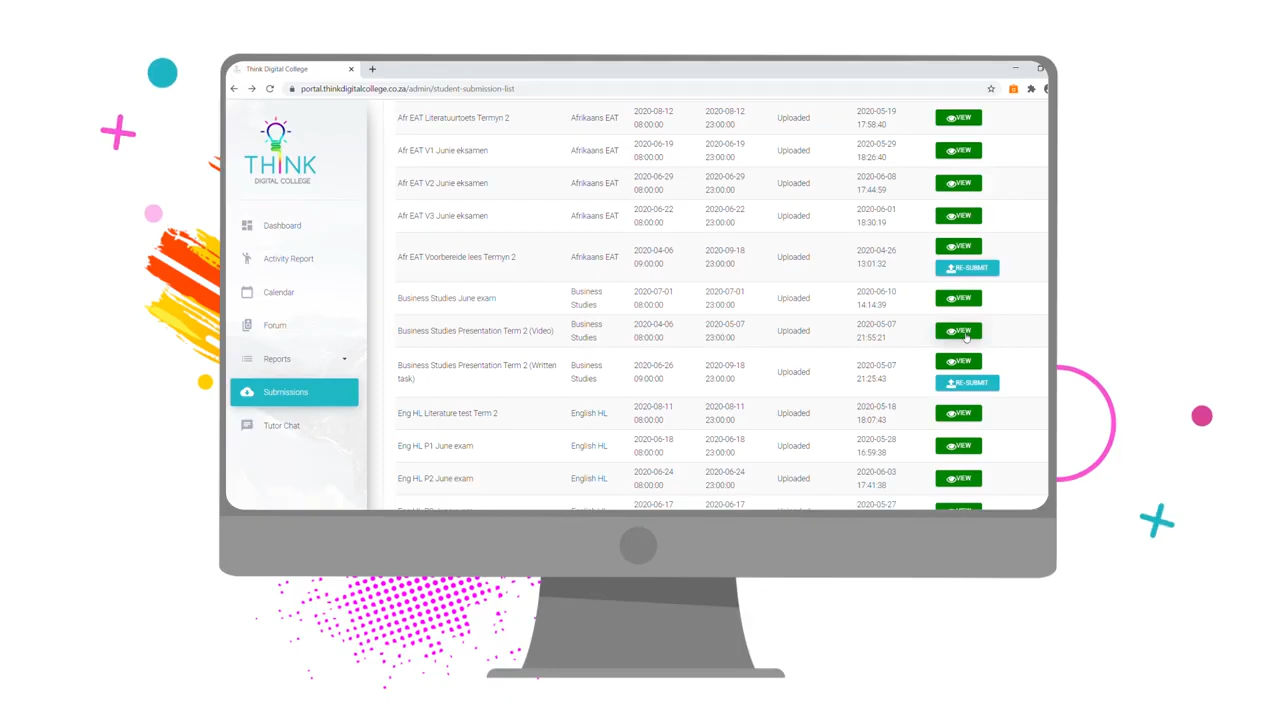 Think Digital College
portal.thinkdigitalcollege.co.za/admin/student-submission-list
THINK
DIGITAL COLLEGE
Dashboard
Activity Report
Calendar
Forum
Reports
Submissions
Tutor Chat
Afr EAT Literatuurtoets Termyn 2 Afrikaans EAT 2020-08-12 08:00:00 2020-08-12 23:00:00 Uploaded 2020-05-19 17:58:40 VIEW
Afr EAT V1 Junie eksamen Afrikaans EAT 2020-06-19 08:00:00 2020-06-19 23:00:00 Uploaded 2020-05-29 18:26:40 VIEW
Afr EAT V2 Junie eksamen Afrikaans EAT 2020-06-29 08:00:00 2020-06-29 23:00:00 Uploaded 2020-06-08 17:44:59 VIEW
Afr EAT V3 Junie eksamen Afrikaans EAT 2020-06-22 08:00:00 2020-06-22 23:00:00 Uploaded 2020-06-01 18:30:19 VIEW
Afr EAT Voorbereide lees Termyn 2 Afrikaans EAT 2020-04-06 09:00:00 2020-09-18 23:00:00 Uploaded 2020-04-26 13:01:32 VIEW RE-SUBMIT
Business Studies June exam Business Studies 2020-07-01 08:00:00 2020-07-01 23:00:00 Uploaded 2020-06-10 14:14:39 VIEW
Business Studies Presentation Term 2 (Video) Business Studies 2020-04-06 08:00:00 2020-05-07 23:00:00 Uploaded 2020-05-07 21:55:21 VIEW
Business Studies Presentation Term 2 (Written task) Business Studies 2020-06-26 09:00:00 2020-09-18 23:00:00 Uploaded 2020-05-07 21:25:43 VIEW RE-SUBMIT
Eng HL Literature test Term 2 English HL 2020-08-11 08:00:00 2020-08-11 23:00:00 Uploaded 2020-05-18 18:07:43 VIEW
Eng HL P1 June exam English HL 2020-06-18 08:00:00 2020-06-18 23:00:00 Uploaded 2020-05-28 16:59:38 VIEW
Eng HL P2 June exam English HL 2020-06-24 08:00:00 2020-06-24 23:00:00 Uploaded 2020-06-03 17:41:38 VIEW
2020-06-17 2020-06-17 2020-05-27